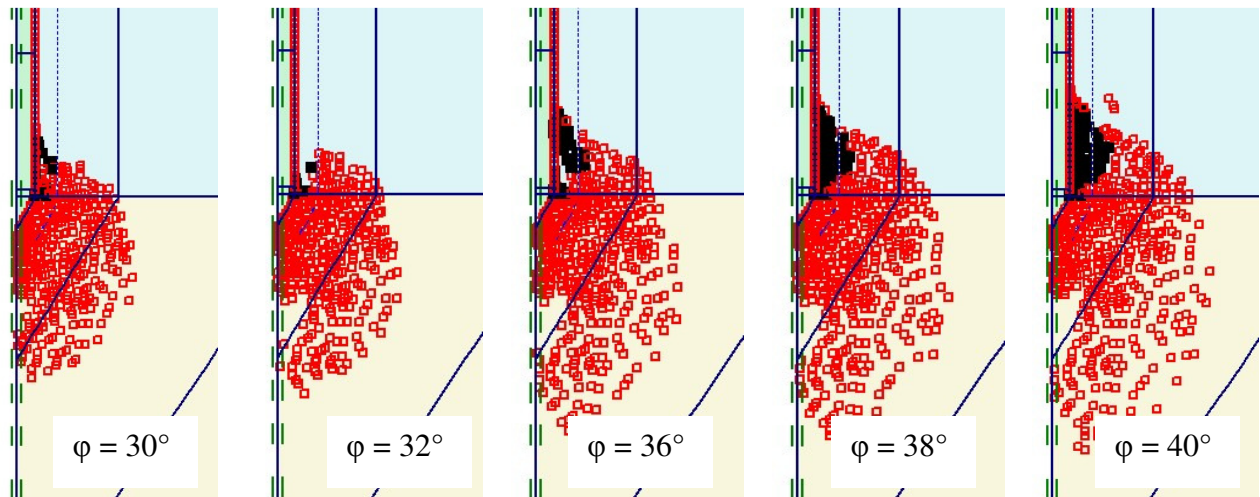 φ = 30°
φ = 32°
φ = 36°
φ = 38°
φ = 40°